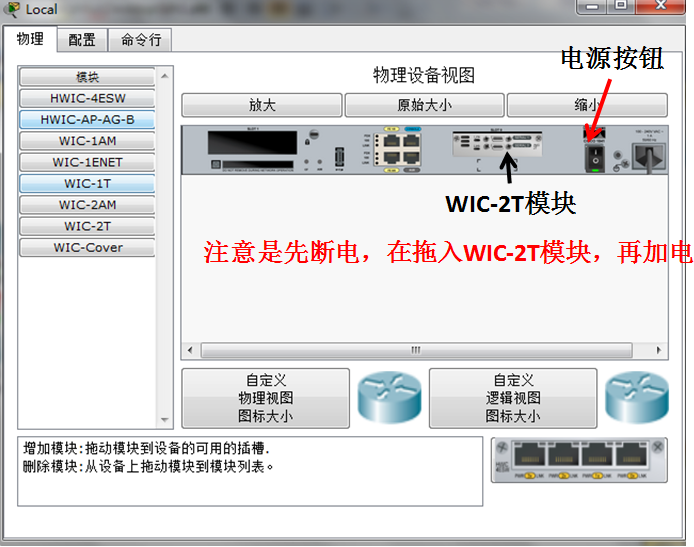 Local
物理 配置 命令行
模块
HWIC-4ESW
HWIC-AP-AG-B
WIC-1AM
WIC-1ENET
WIC-1T
WIC-2AM
WIC-2T
WIC-Cover
物理设备视图
电源按钮
放大 原始大小 缩小
WIC-2T模块
注意是先断电，在拖入WIC-2T模块，再加电
自定义
物理视图
图标大小
自定义
逻辑视图
图标大小
增加模块:拖动模块到设备的可用的插槽.
删除模块:从设备上拖动模块到模块列表。